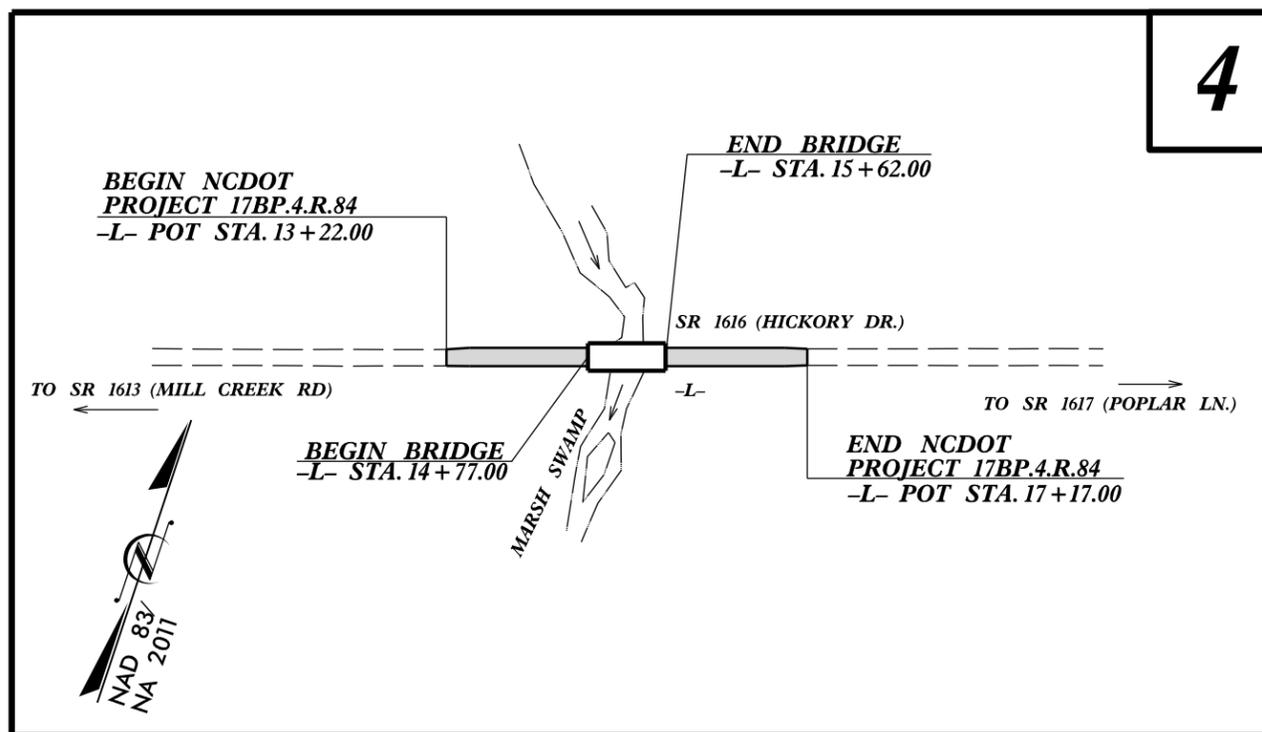 4
END BRIDGE
-L- STA. 15+62.00
BEGIN NCDOT
PROJECT 17BP.4.R.84
-L- POT STA. 13+22.00
SR 1616 (HICKORY DR.)
TO SR 1613 (MILL CREEK RD)
-L-
TO SR 1617 (POPLAR LN.)
BEGIN BRIDGE
-L- STA. 14+77.00
MARSH SWAMP
END NCDOT
PROJECT 17BP.4.R.84
-L- POT STA. 17+17.00
N
NAD 83/
NA 2011